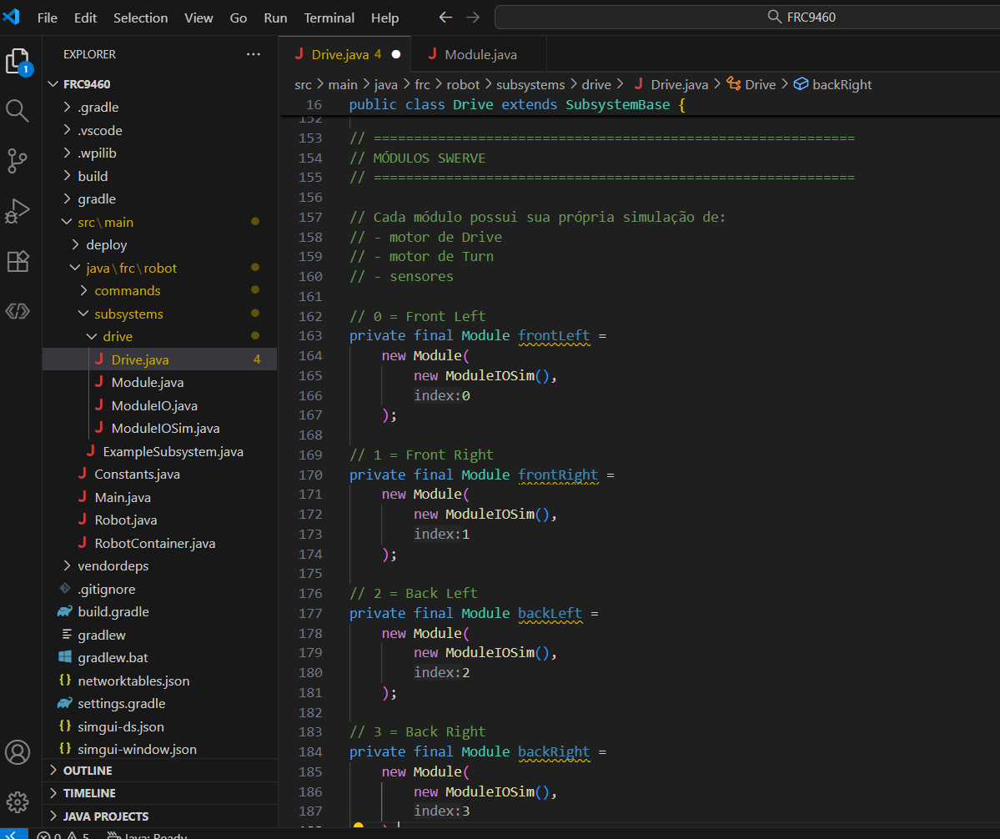 File Edit Selection View Go Run Terminal Help ← → FRC9460
1
EXPLORER ...
FRC9460
.gradle
.vscode
.wpilib
build
gradle
src\main
deploy
java\frc\robot
commands
subsystems
drive
Drive.java 4
Module.java
ModuleIO.java
ModuleIOSim.java
ExampleSubsystem.java
Constants.java
Main.java
Robot.java
RobotContainer.java
vendordeps
.gitignore
build.gradle
gradlew
gradlew.bat
networktables.json
settings.gradle
simgui-ds.json
simgui-window.json
OUTLINE
TIMELINE
JAVA PROJECTS
Drive.java 4 Module.java
src > main > java > frc > robot > subsystems > drive > Drive.java > Drive > backRight
16 public class Drive extends SubsystemBase {
152
153 // ============================================================
154 // MÓDULOS SWERVE
155 // ============================================================
156
157 // Cada módulo possui sua própria simulação de:
158 // - motor de Drive
159 // - motor de Turn
160 // - sensores
161
162 // 0 = Front Left
163 private final Module frontLeft =
164 new Module(
165 new ModuleIOSim(),
166 index:0
167 );
168
169 // 1 = Front Right
170 private final Module frontRight =
171 new Module(
172 new ModuleIOSim(),
173 index:1
174 );
175
176 // 2 = Back Left
177 private final Module backLeft =
178 new Module(
179 new ModuleIOSim(),
180 index:2
181 );
182
183 // 3 = Back Right
184 private final Module backRight =
185 new Module(
186 new ModuleIOSim(),
187 index:3
0 5 Java: Ready